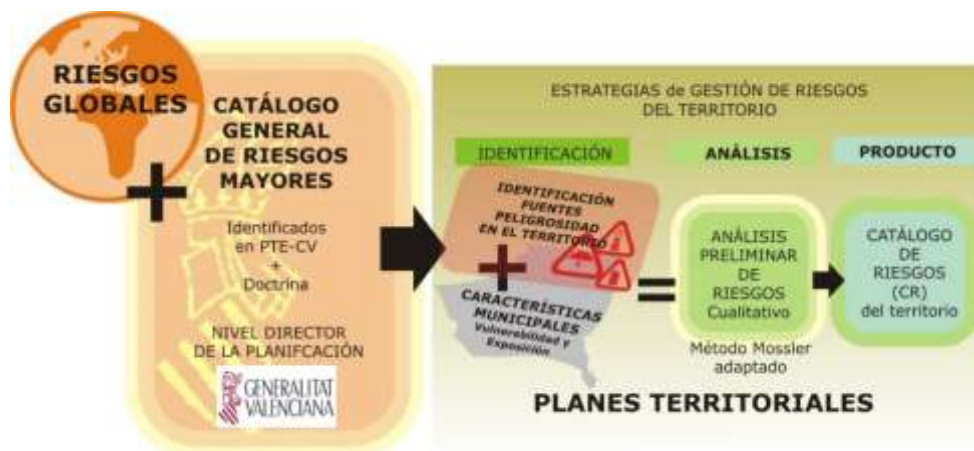 RIESGOS
GLOBALES
CATÁLOGO
GENERAL
DE RIESGOS
MAYORES
Identificados
en PTE-CV
+
Doctrina
NIVEL DIRECTOR
DE LA PLANIFCACIÓN
GENERALITAT
VALENCIANA
ESTRATEGIAS de GESTIÓN DE RIESGOS
DEL TERRITORIO
IDENTIFICACIÓN
IDENTIFICACIÓN
FUENTES
PELIGROSIDAD
EN EL TERRITORIO
+
CARACTERÍSTICAS
MUNICIPALES
Vulnerabilidad y
Exposición
=
ANÁLISIS
ANÁLISIS
PRELIMINAR
DE
RIESGOS
Cualitativo
Método Mossler
adaptado
PRODUCTO
CATÁLOGO
DE
RIESGOS
(CR)
del territorio
PLANES TERRITORIALES